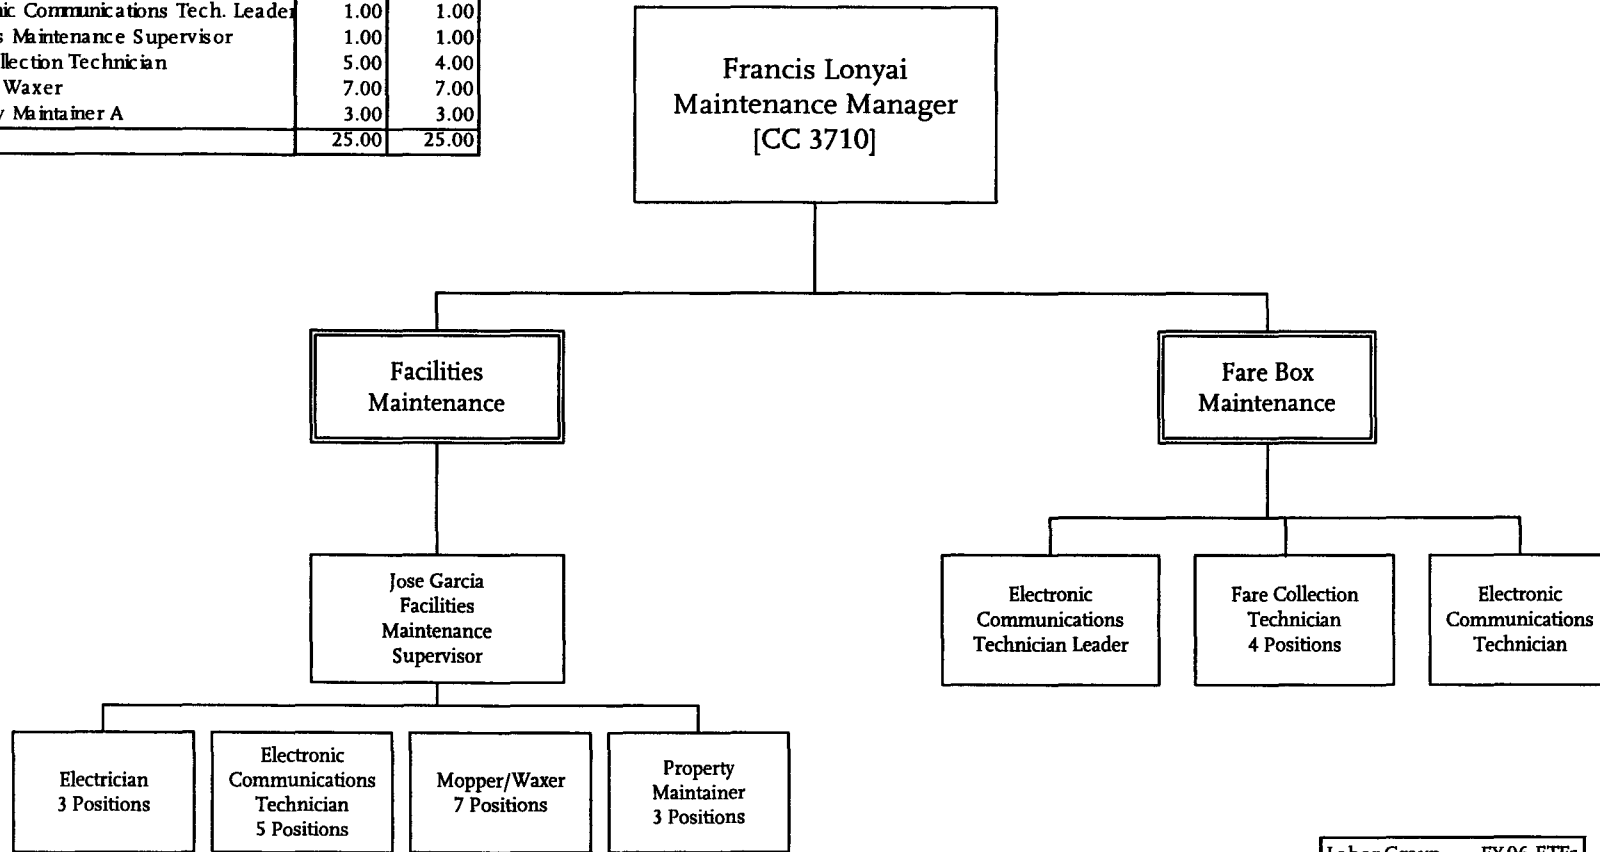 ic Communications Tech. Leader 1.00 1.00
s Maintenance Supervisor 1.00 1.00
llection Technician 5.00 4.00
Waxer 7.00 7.00
y Maintainer A 3.00 3.00
25.00 25.00
Francis Lonyai
Maintenance Manager
[CC 3710]
Facilities
Maintenance
Fare Box
Maintenance
Jose Garcia
Facilities
Maintenance
Supervisor
Electronic
Communications
Technician Leader
Fare Collection
Technician
4 Positions
Electronic
Communications
Technician
Electrician
3 Positions
Electronic
Communications
Technician
5 Positions
Mopper/Waxer
7 Positions
Property
Maintainer
3 Positions
Labor Group FY06 FTEs